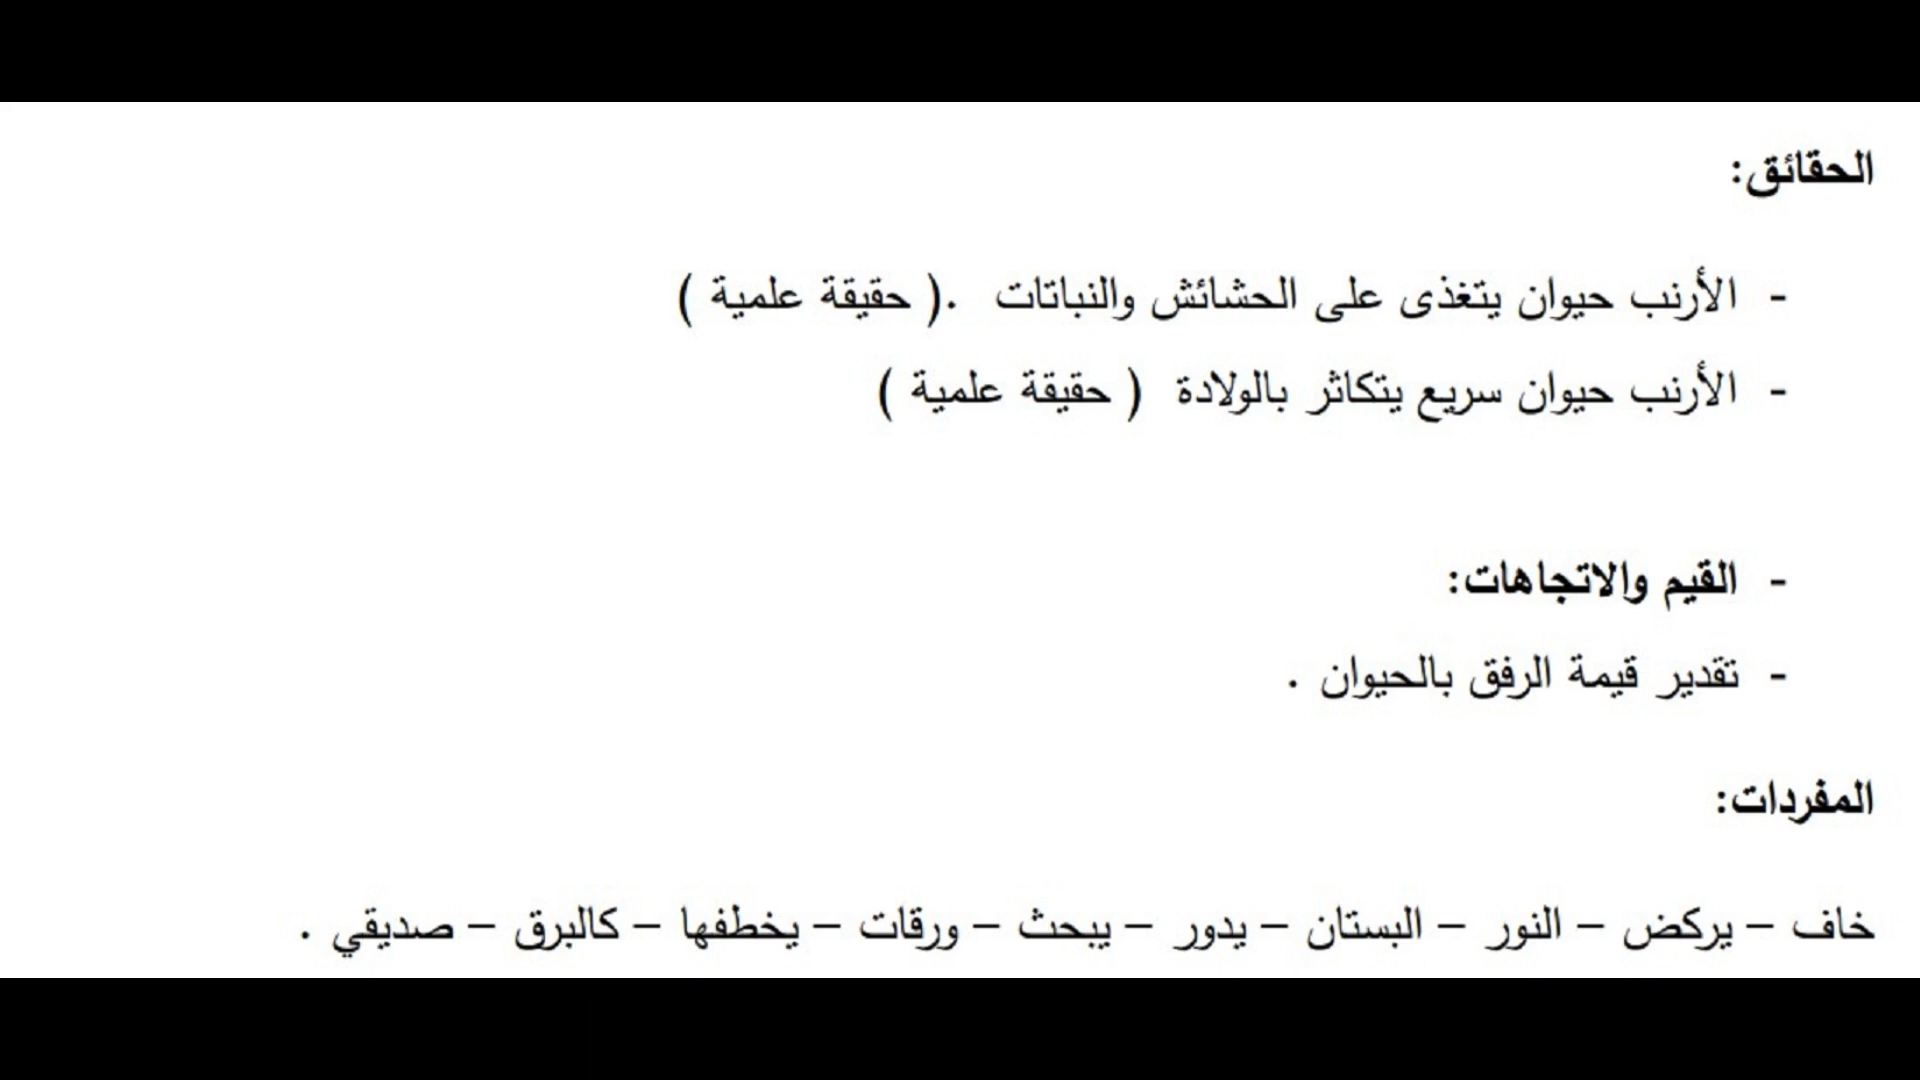 الحقائق:
- الأرنب حيوان يتغذى على الحشائش والنباتات .( حقيقة علمية )
- الأرنب حيوان سريع يتكاثر بالولادة ( حقيقة علمية )
- القيم والاتجاهات:
- تقدير قيمة الرفق بالحيوان .
المفردات:
خاف – يركض – النور – البستان – يدور – يبحث – ورقات – يخطفها – كالبرق – صديقي .